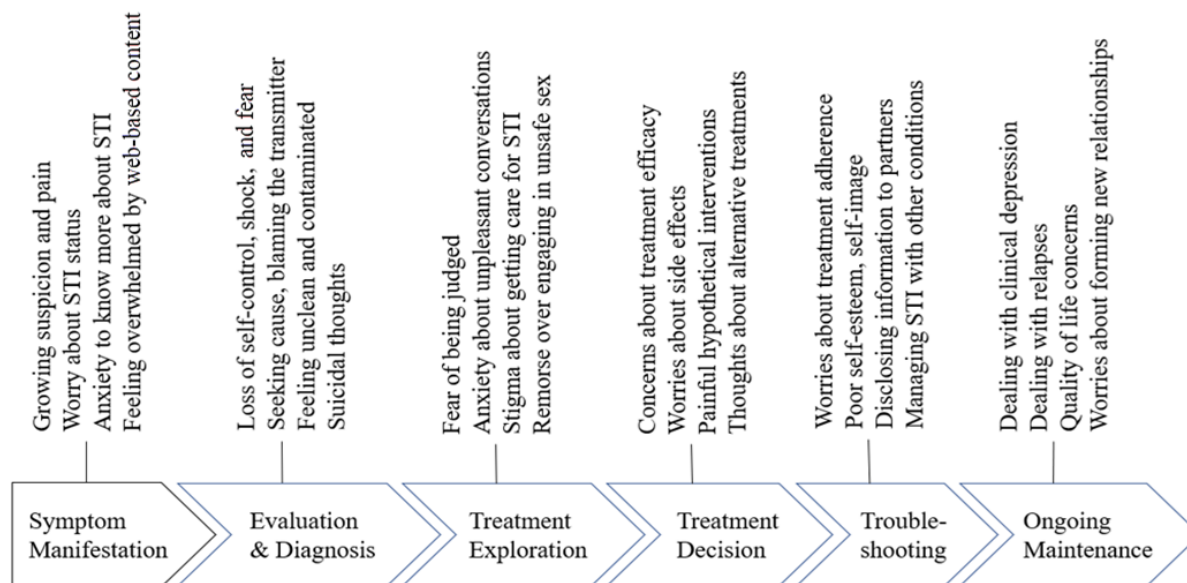 Growing suspicion and pain
Worry about STI status
Anxiety to know more about STI
Feeling overwhelmed by web-based content
Symptom
Manifestation
Loss of self-control, shock, and fear
Seeking cause, blaming the transmitter
Feeling unclean and contaminated
Suicidal thoughts
Evaluation
& Diagnosis
Fear of being judged
Anxiety about unpleasant conversations
Stigma about getting care for STI
Remorse over engaging in unsafe sex
Treatment
Exploration
Concerns about treatment efficacy
Worries about side effects
Painful hypothetical interventions
Thoughts about alternative treatments
Treatment
Decision
Worries about treatment adherence
Poor self-esteem, self-image
Disclosing information to partners
Managing STI with other conditions
Trouble-
shooting
Dealing with clinical depression
Dealing with relapses
Quality of life concerns
Worries about forming new relationships
Ongoing
Maintenance